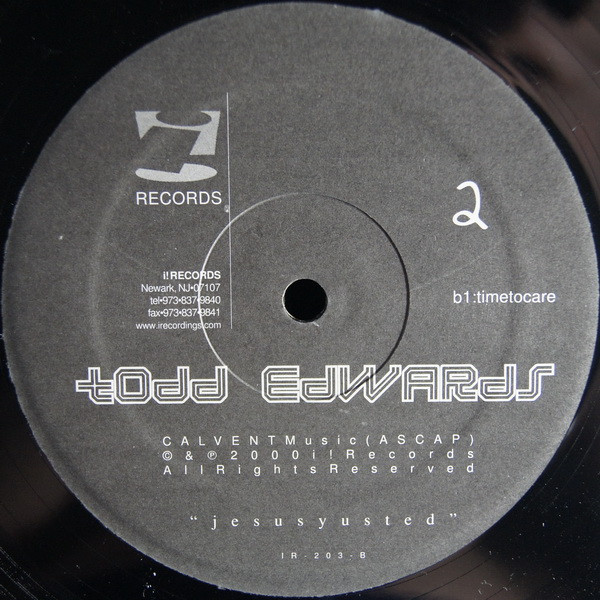 RECORDS
2
i! RECORDS
Newark, NJ•07107
tel•973•837•9840
fax•973•837•9841
www.irecordings.com
b1:timetocare
tOdd EdWARdS
CALVENTMusic(ASCAP)
©&℗2000i!Records
AllRightsReserved
“jesusyusted”
IR-203-B